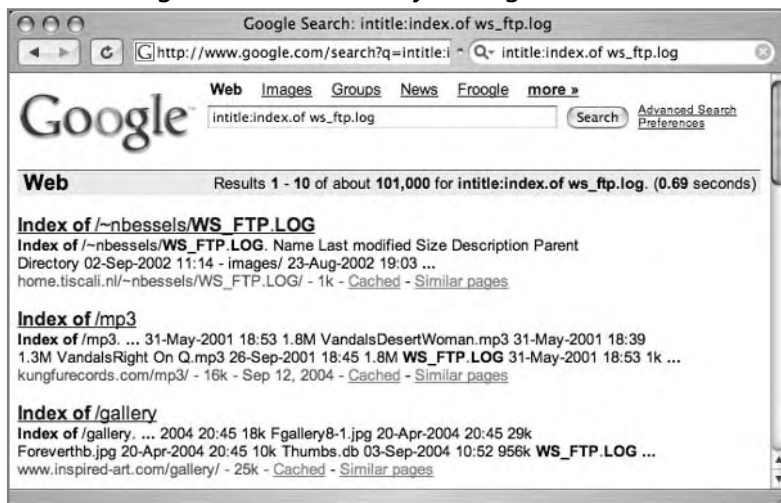 Google Search: intitle:index.of ws_ftp.log
http://www.google.com/search?q=intitle:i
intitle:index.of ws_ftp.log
Web Images Groups News Froogle more »
Google
intitle:index.of ws_ftp.log
Search
Advanced Search
Preferences
Web Results 1 - 10 of about 101,000 for intitle:index.of ws_ftp.log. (0.69 seconds)
Index of /~nbessels/WS_FTP.LOG
Index of /~nbessels/WS_FTP.LOG. Name Last modified Size Description Parent
Directory 02-Sep-2002 11:14 - images/ 23-Aug-2002 19:03 ...
home.tiscali.nl/~nbessels/WS_FTP.LOG/ - 1k - Cached - Similar pages
Index of /mp3
Index of /mp3. ... 31-May-2001 18:53 1.8M VandalsDesertWoman.mp3 31-May-2001 18:39
1.3M VandalsRight On Q.mp3 26-Sep-2001 18:45 1.8M WS_FTP.LOG 31-May-2001 18:53 1k ...
kungfurecords.com/mp3/ - 16k - Sep 12, 2004 - Cached - Similar pages
Index of /gallery
Index of /gallery. ... 2004 20:45 18k Fgallery8-1.jpg 20-Apr-2004 20:45 29k
Foreverthb.jpg 20-Apr-2004 20:45 10k Thumbs.db 03-Sep-2004 10:52 956k WS_FTP.LOG ...
www.inspired-art.com/gallery/ - 25k - Cached - Similar pages